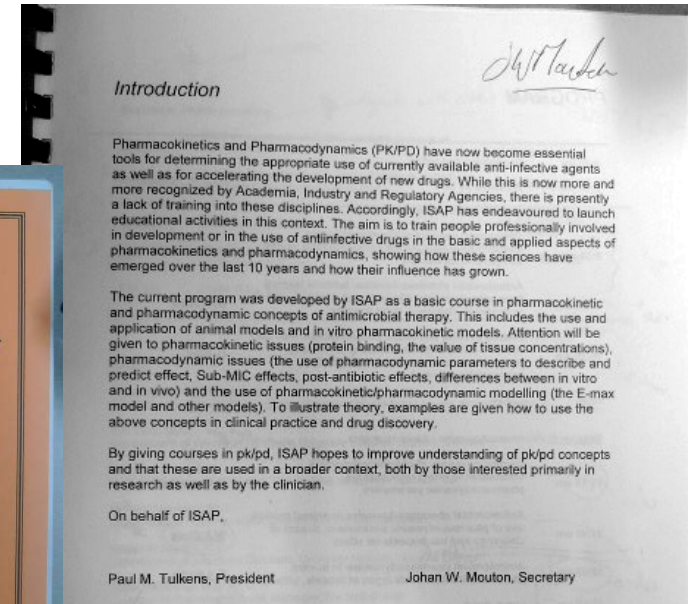 JWMouton
Introduction
Pharmacokinetics and Pharmacodynamics (PK/PD) have now become essential
tools for determining the appropriate use of currently available anti-infective agents
as well as for accelerating the development of new drugs. While this is now more and
more recognized by Academia, Industry and Regulatory Agencies, there is presently
a lack of training into these disciplines. Accordingly, ISAP has endeavoured to launch
educational activities in this context. The aim is to train people professionally involved
in development or in the use of antiinfective drugs in the basic and applied aspects of
pharmacokinetics and pharmacodynamics, showing how these sciences have
emerged over the last 10 years and how their influence has grown.
The current program was developed by ISAP as a basic course in pharmacokinetic
and pharmacodynamic concepts of antimicrobial therapy. This includes the use and
application of animal models and in vitro pharmacokinetic models. Attention will be
given to pharmacokinetic issues (protein binding, the value of tissue concentrations),
pharmacodynamic issues (the use of pharmacodynamic parameters to describe and
predict effect, Sub-MIC effects, post-antibiotic effects, differences between in vitro
and in vivo) and the use of pharmacokinetic/pharmacodynamic modelling (the E-max
model and other models). To illustrate theory, examples are given how to use the
above concepts in clinical practice and drug discovery.
By giving courses in pk/pd, ISAP hopes to improve understanding of pk/pd concepts
and that these are used in a broader context, both by those interested primarily in
research as well as by the clinician.
On behalf of ISAP,
Paul M. Tulkens, President Johan W. Mouton, Secretary